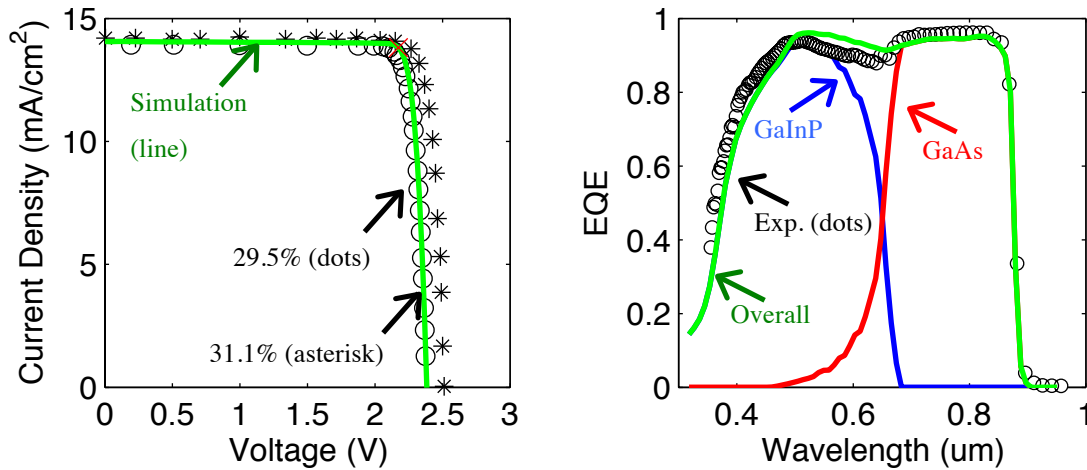 Current Density (mA/cm²)
15
10
5
0
Simulation
(line)
29.5% (dots)
31.1% (asterisk)
0 0.5 1 1.5 2 2.5 3
Voltage (V)
EQE
1
0.8
0.6
0.4
0.2
0
GaInP
GaAs
Exp. (dots)
Overall
0.4 0.6 0.8 1
Wavelength (um)